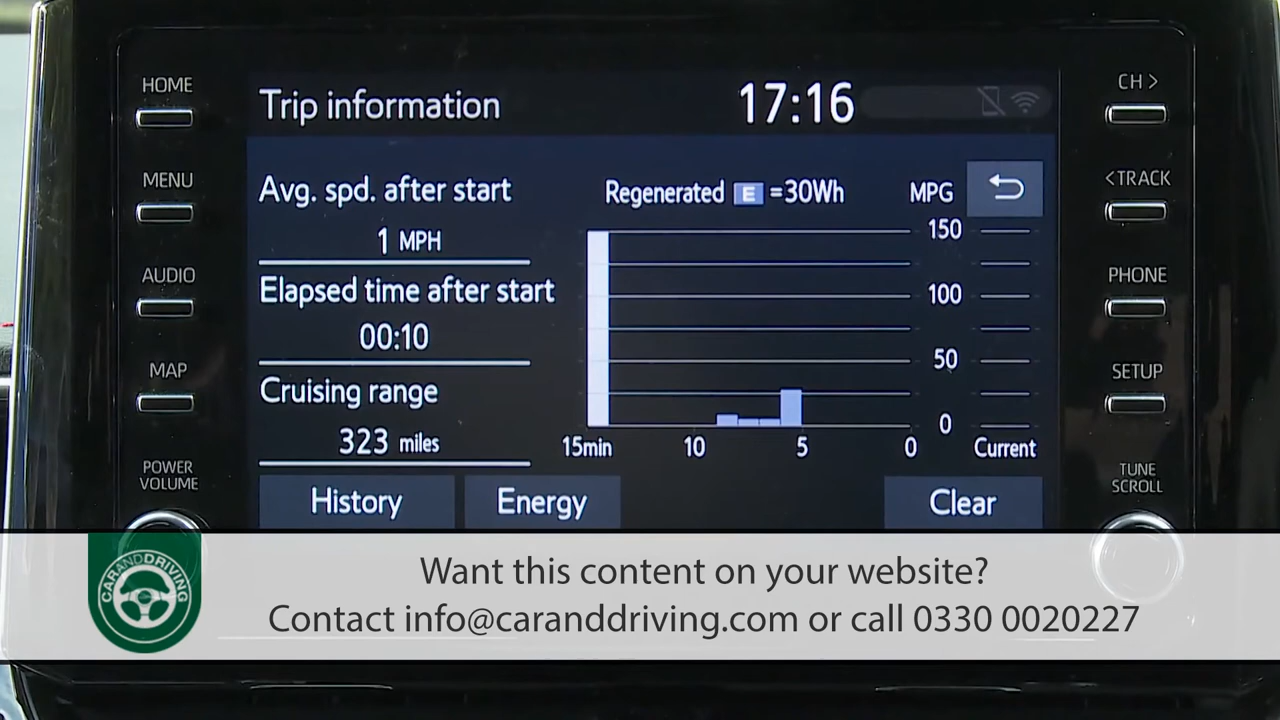 HOME
MENU
AUDIO
MAP
POWER
VOLUME
Trip information
17:16
Avg. spd. after start
1 MPH
Elapsed time after start
00:10
Cruising range
323 miles
Regenerated E =30Wh
MPG
150
100
50
0
15min 10 5 0 Current
History
Energy
Clear
CH >
< TRACK
PHONE
SETUP
TUNE
SCROLL
CARANDDRIVING
Want this content on your website?
Contact info@caranddriving.com or call 0330 0020227